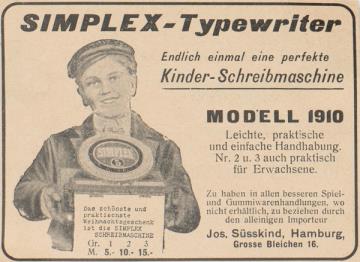 SIMPLEX-Typewriter
Endlich einmal eine perfekte
Kinder-Schreibmaschine
MODELL 1910
Leichte, praktische
und einfache Handhabung.
Nr. 2 u. 3 auch praktisch
für Erwachsene.
Zu haben in allen besseren Spiel-
und Gummiwarenhandlungen, wo
nicht erhältlich, zu beziehen durch
den alleinigen Importeur
Jos. Süsskind, Hamburg,
Grosse Bleichen 16.
SIMPLEX
Das schönste und
praktischste
Weihnachtsgeschenk
ist die SIMPLEX
SCHREIBMASCHINE
Gr. 1 2 3
M. 5.- 10.- 15.-